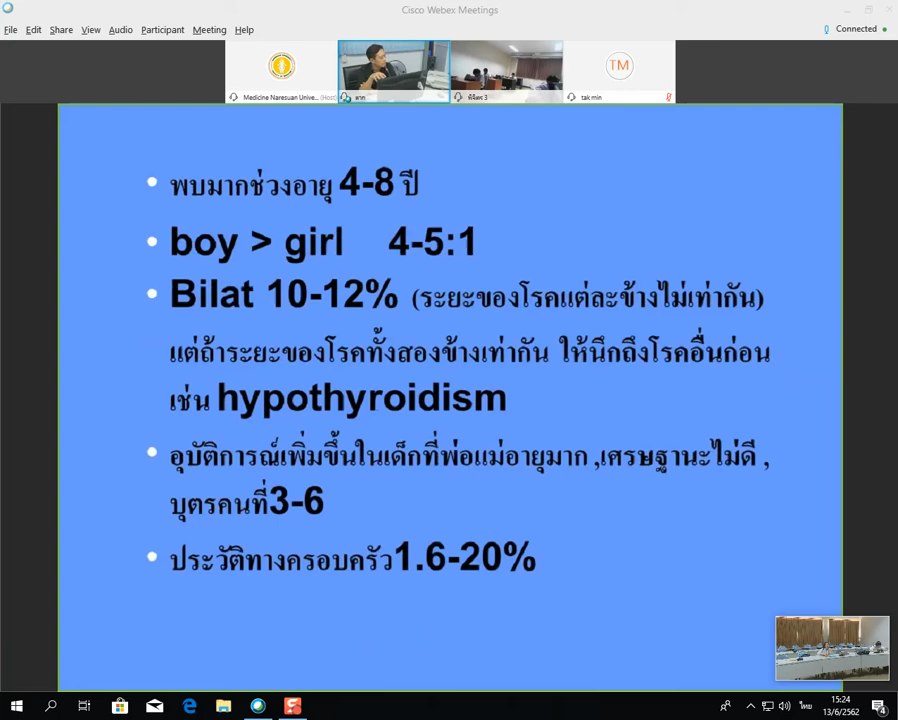 Cisco Webex Meetings
File Edit Share View Audio Participant Meeting Help
Connected
TM
Medicine Naresuan Unive... (Host)
ตาก
พิจิตร 3
tak min
• พบมากช่วงอายุ 4-8 ปี
• boy > girl 4-5:1
• Bilat 10-12% (ระยะของโรคแต่ละข้างไม่เท่ากัน)
แต่ถ้าระยะของโรคทั้งสองข้างเท่ากัน ให้นึกถึงโรคอื่นก่อน
เช่น hypothyroidism
• อุบัติการณ์เพิ่มขึ้นในเด็กที่พ่อแม่อายุมาก ,เศรษฐานะไม่ดี ,
บุตรคนที่3-6
• ประวัติทางครอบครัว1.6-20%
ไทย
15:24
13/6/2562
4